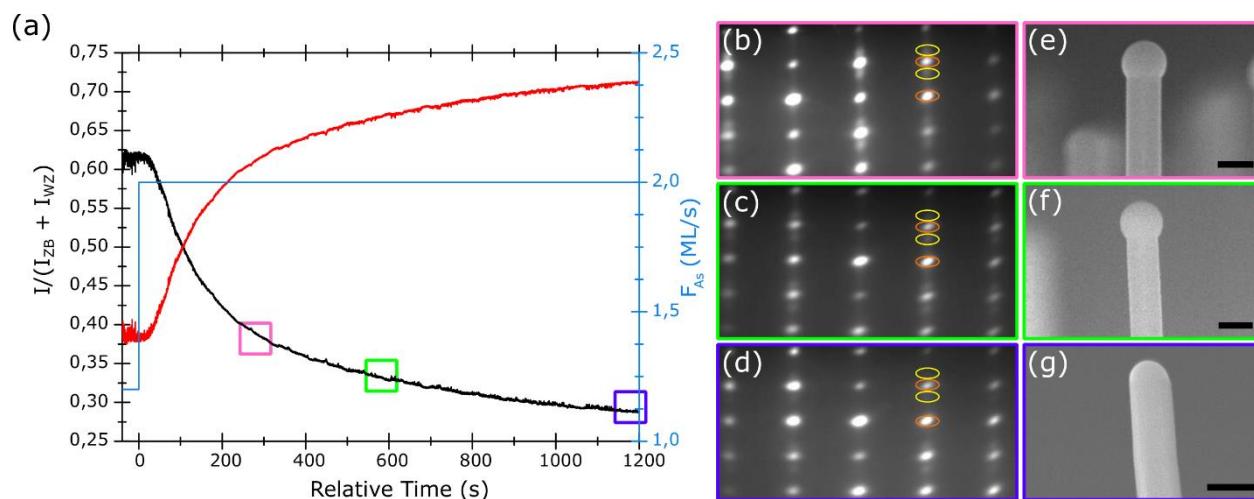 (a)
0,75
0,70
0,65
0,60
0,55
0,50
0,45
0,40
0,35
0,30
0,25
I/(I_ZB + I_WZ)
0
200
400
600
800
1000
1200
Relative Time (s)
2,5
2,0
1,5
1,0
F_As (ML/s)
(b)
(e)
(c)
(f)
(d)
(g)